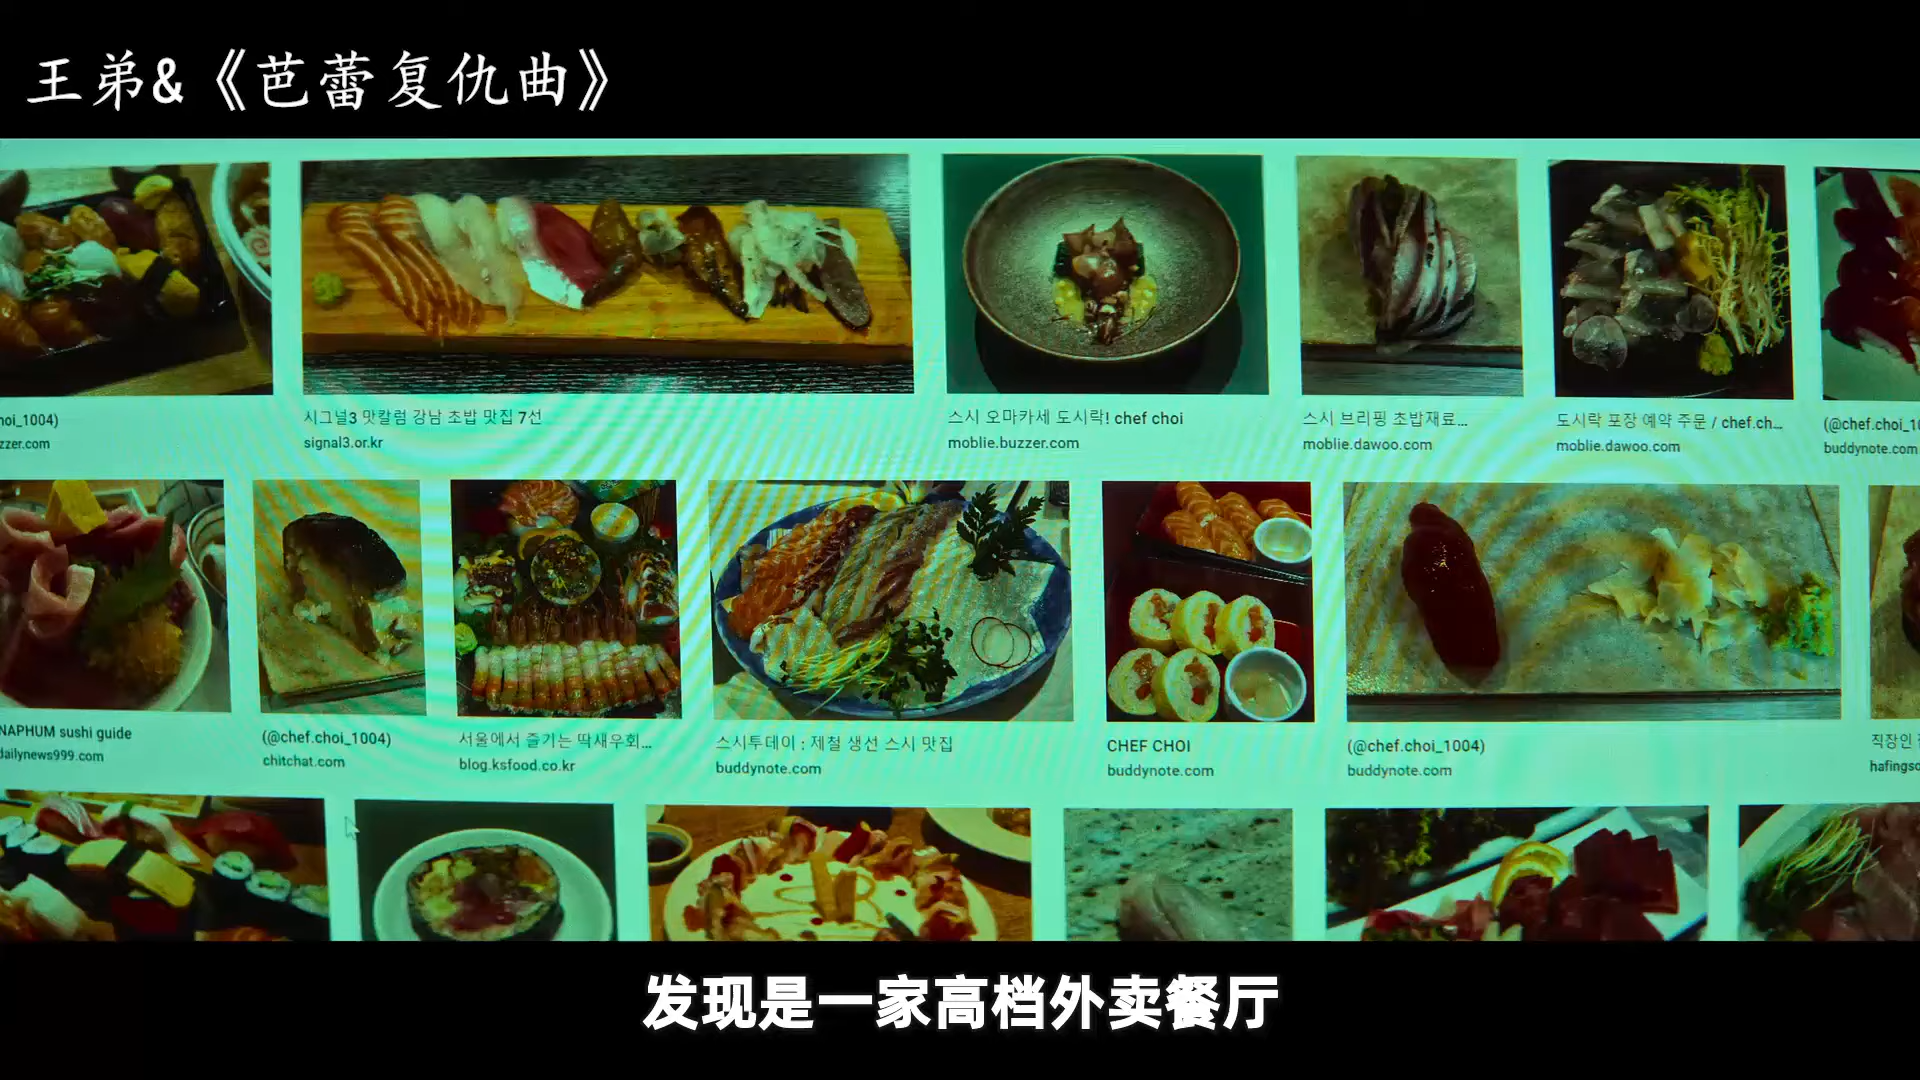 王弟&《芭蕾复仇曲》
hoi_1004)
zzer.com
시그널3 맛칼럼 강남 초밥 맛집 7선
signal3.or.kr
스시 오마카세 도시락! chef choi
moblie.buzzer.com
스시 브리핑 초밥재료...
moblie.dawoo.com
도시락 포장 예약 주문 / chef.ch...
moblie.dawoo.com
(@chef.choi_10
buddynote.com
NAPHUM sushi guide
dailynews999.com
(@chef.choi_1004)
chitchat.com
서울에서 즐기는 딱새우회...
blog.ksfood.co.kr
스시투데이 : 제철 생선 스시 맛집
buddynote.com
CHEF CHOI
buddynote.com
(@chef.choi_1004)
buddynote.com
직장인
hafingso
发现是一家高档外卖餐厅